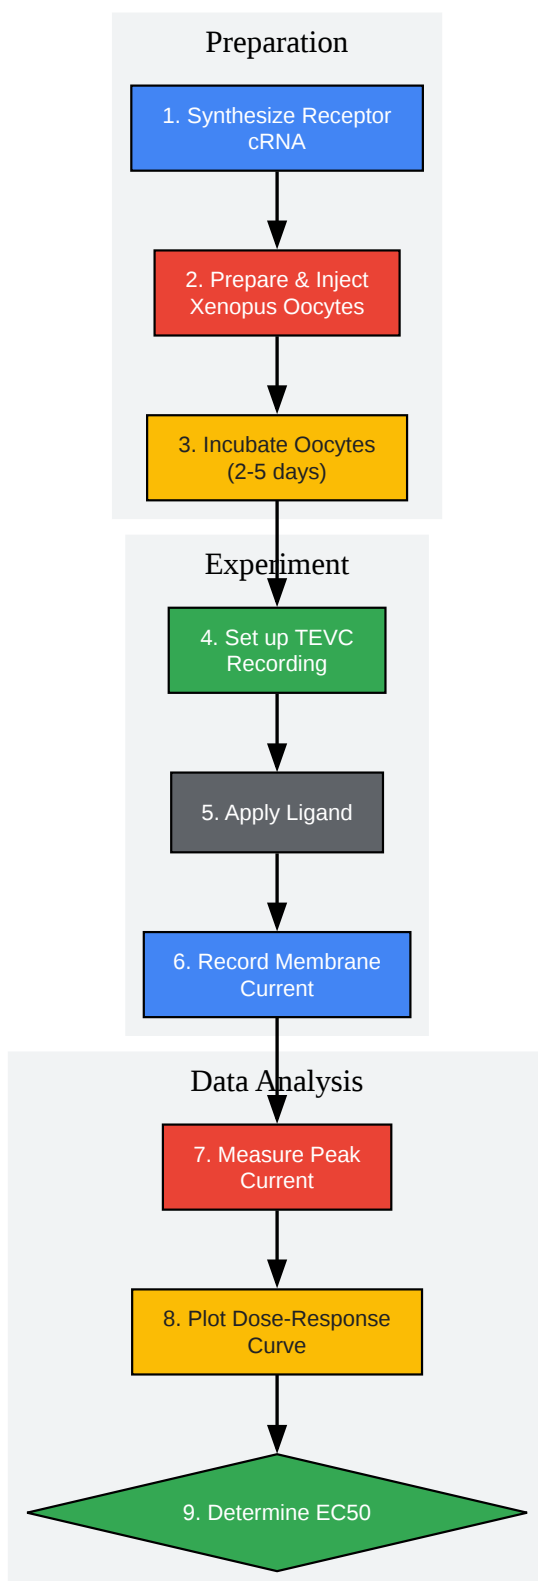 Preparation
1. Synthesize Receptor
cRNA
2. Prepare & Inject
Xenopus Oocytes
3. Incubate Oocytes
(2-5 days)
Experiment
4. Set up TEVC
Recording
5. Apply Ligand
6. Record Membrane
Current
Data Analysis
7. Measure Peak
Current
8. Plot Dose-Response
Curve
9. Determine EC50